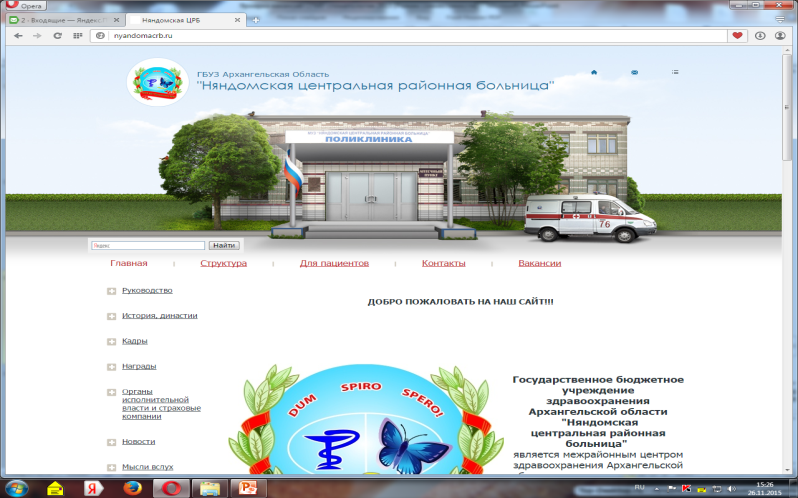 Opera
2 - Входящие — Яндекс.П
Няндомская ЦРБ
nyandomacrb.ru
ГБУЗ Архангельская Область
"Няндомская центральная районная больница"
ПОЛИКЛИНИКА
76
Яндекс
Найти
Главная | Структура | Для пациентов | Контакты | Вакансии
Руководство
ДОБРО ПОЖАЛОВАТЬ НА НАШ САЙТ!!!
История, династии
Кадры
Награды
Органы
исполнительной
власти и страховые
компании
Новости
Мысли вслух
DUM SPIRO SPERO!
Государственное бюджетное
учреждение
здравоохранения
Архангельской области
"Няндомская
центральная районная
больница"
является межрайонным центром
здравоохранения Архангельской
RU
15:26
26.11.2015